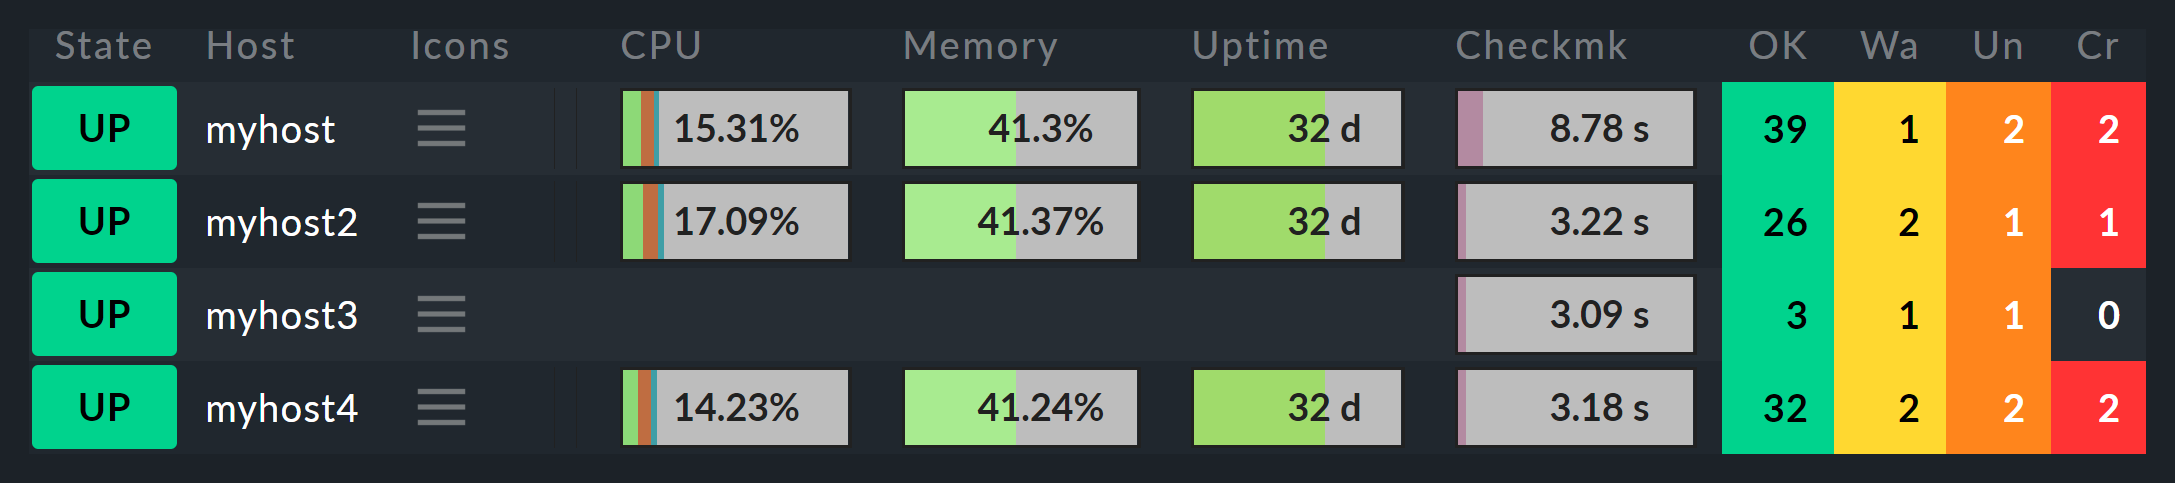 State Host Icons CPU Memory Uptime Checkmk OK Wa Un Cr
UP myhost 15.31% 41.3% 32 d 8.78 s 39 1 2 2
UP myhost2 17.09% 41.37% 32 d 3.22 s 26 2 1 1
UP myhost3 3.09 s 3 1 1 0
UP myhost4 14.23% 41.24% 32 d 3.18 s 32 2 2 2